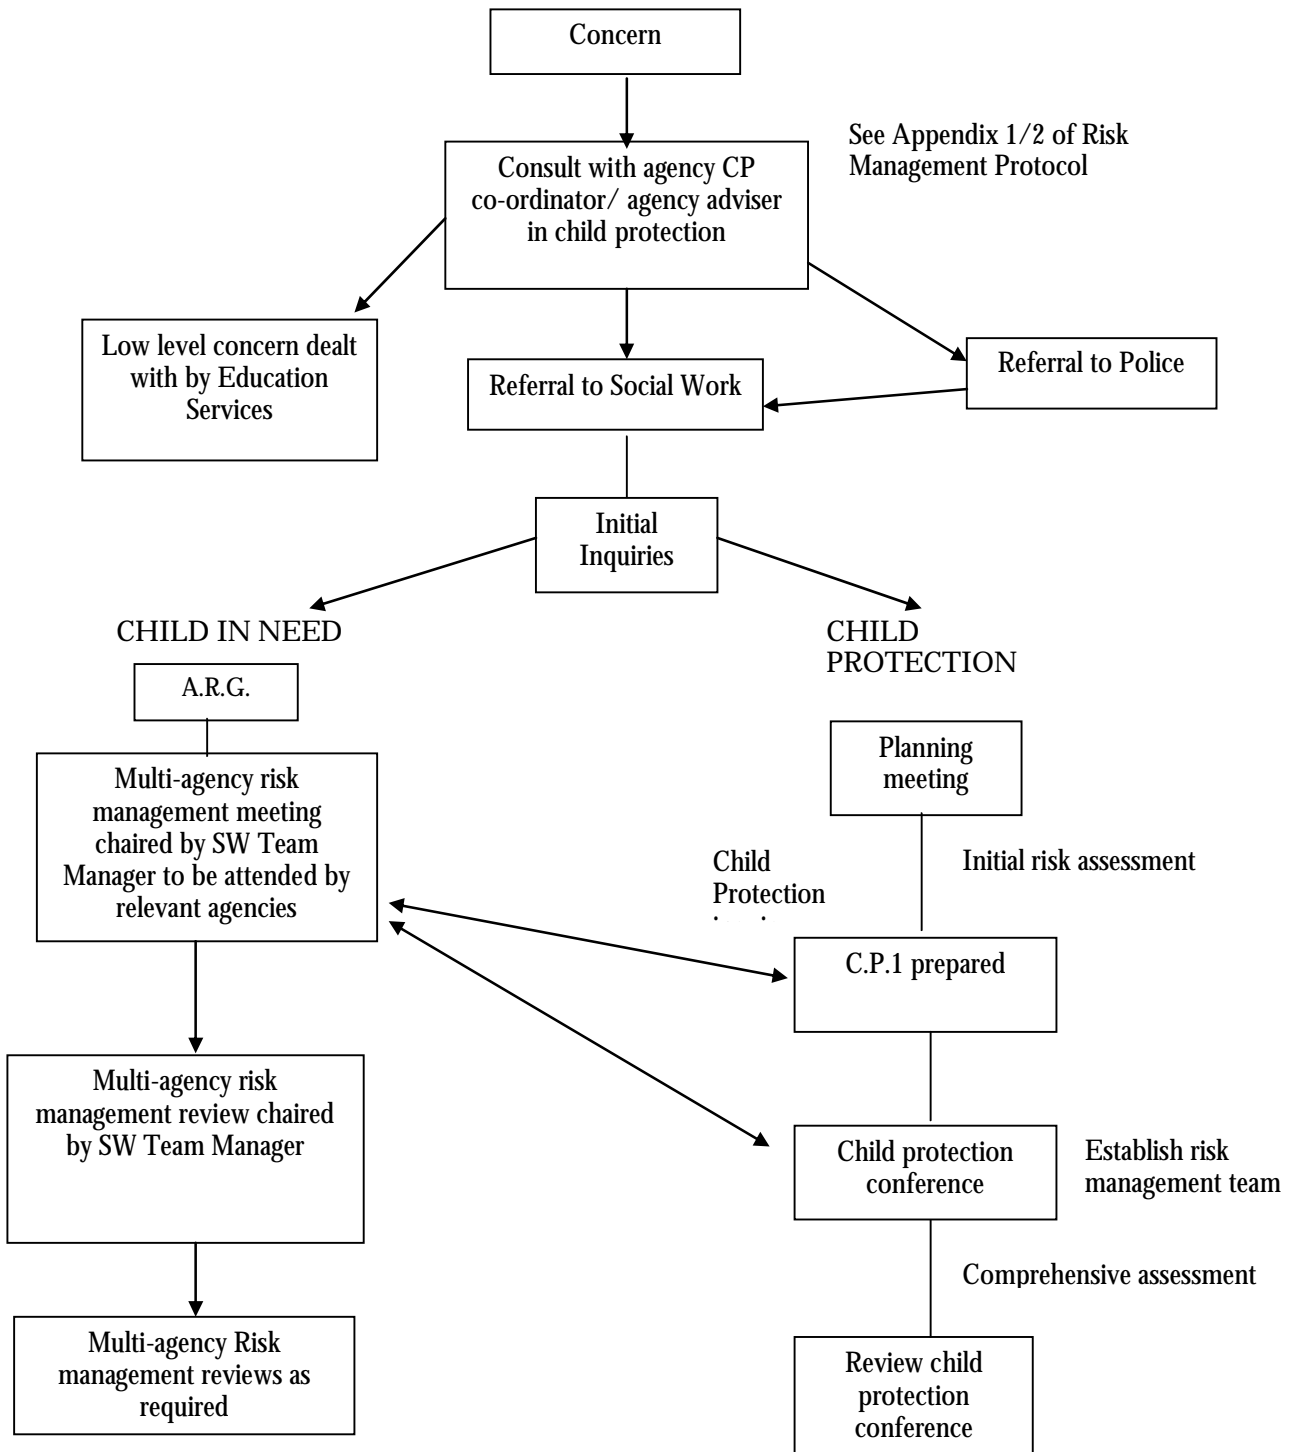 Concern
See Appendix 1/2 of Risk
Management Protocol
Consult with agency CP
co-ordinator/ agency adviser
in child protection
Low level concern dealt
with by Education
Services
Referral to Social Work
Referral to Police
Initial
Inquiries
CHILD IN NEED
CHILD
PROTECTION
A.R.G.
Planning
meeting
Multi-agency risk
management meeting
chaired by SW Team
Manager to be attended by
relevant agencies
Child
Protection
Initial risk assessment
C.P.1 prepared
Multi-agency risk
management review chaired
by SW Team Manager
Child protection
conference
Establish risk
management team
Comprehensive assessment
Multi-agency Risk
management reviews as
required
Review child
protection
conference